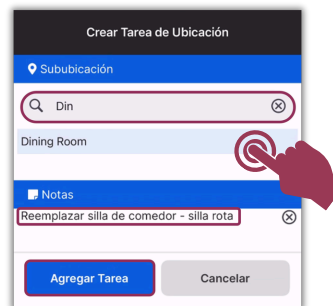 Crear Tarea de Ubicación
Sububicación
Din
Dining Room
Notas
Reemplazar silla de comedor - silla rota
Agregar Tarea
Cancelar